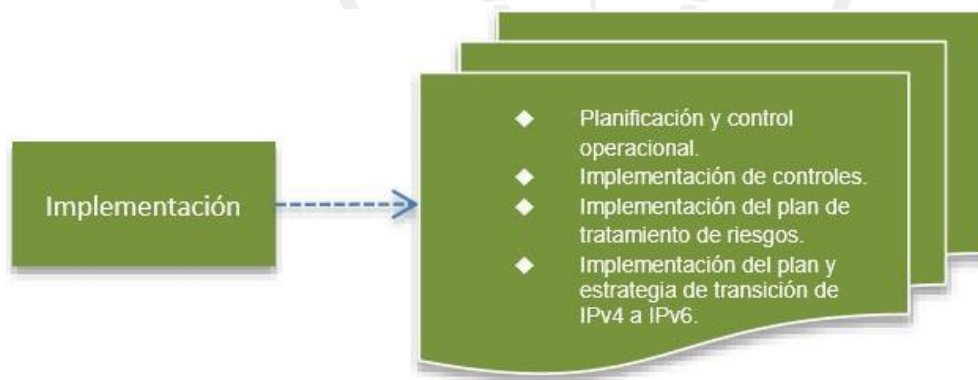 Implementación
Planificación y control
operacional.
Implementación de controles.
Implementación del plan de
tratamiento de riesgos.
Implementación del plan y
estrategia de transición de
IPv4 a IPv6.